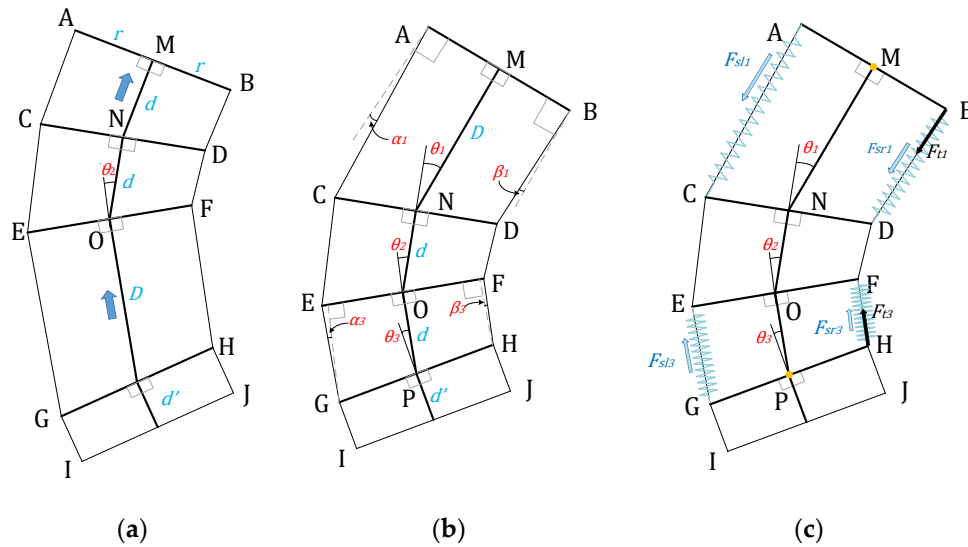 A
r
M
r
B
d
C
N
D
θ2
d
E
O
F
D
H
G
d'
J
I
(a)
A
M
B
α1
θ1
D
β1
C
N
D
θ2
d
E
O
F
α3
θ3
d
β3
H
G
P
d'
J
I
(b)
A
Fsl1
M
B
θ1
Fsr1
Ft1
C
N
D
θ2
E
O
F
Fsl3
θ3
Fsr3
Ft3
H
G
P
J
I
(c)